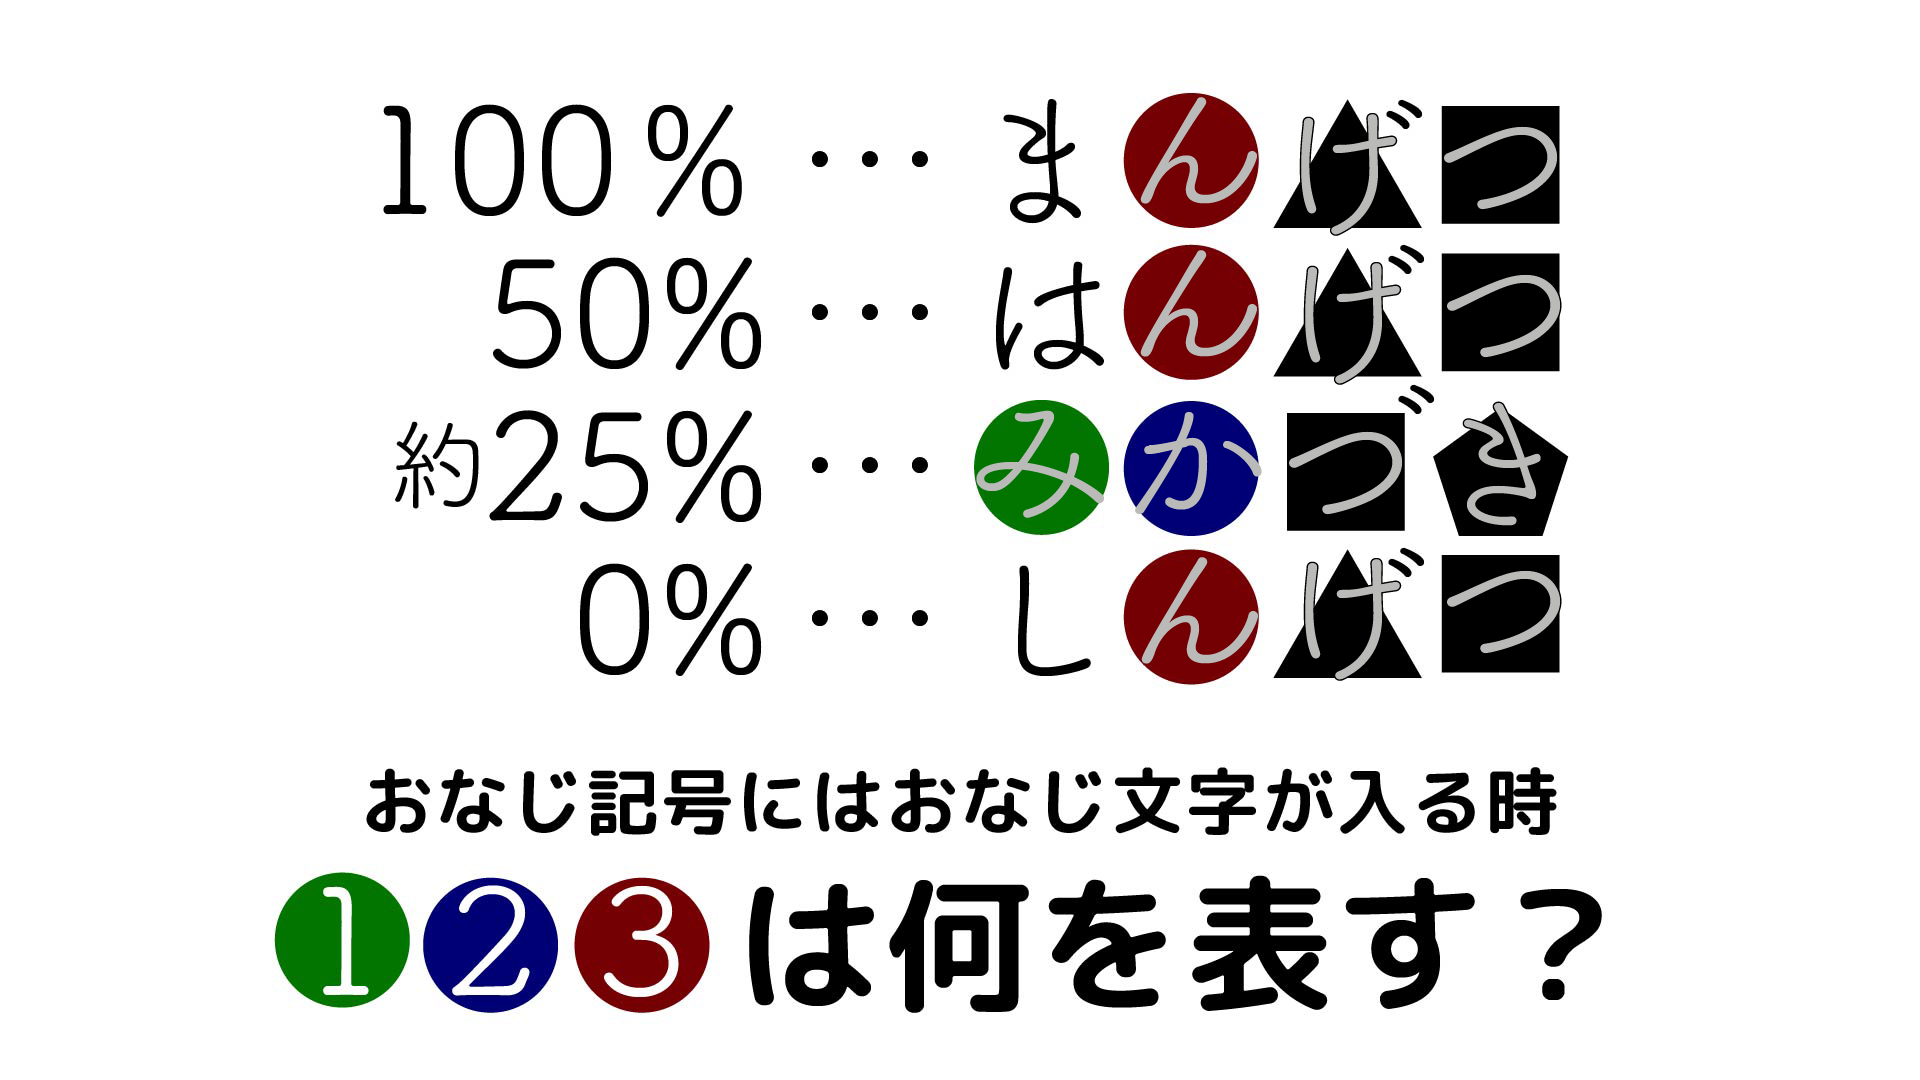 100% ・・・ まんげつ
50% ・・・ はんげつ
約25% ・・・ みかづき
0% ・・・ しんげつ
おなじ記号にはおなじ文字が入る時
123は何を表す？